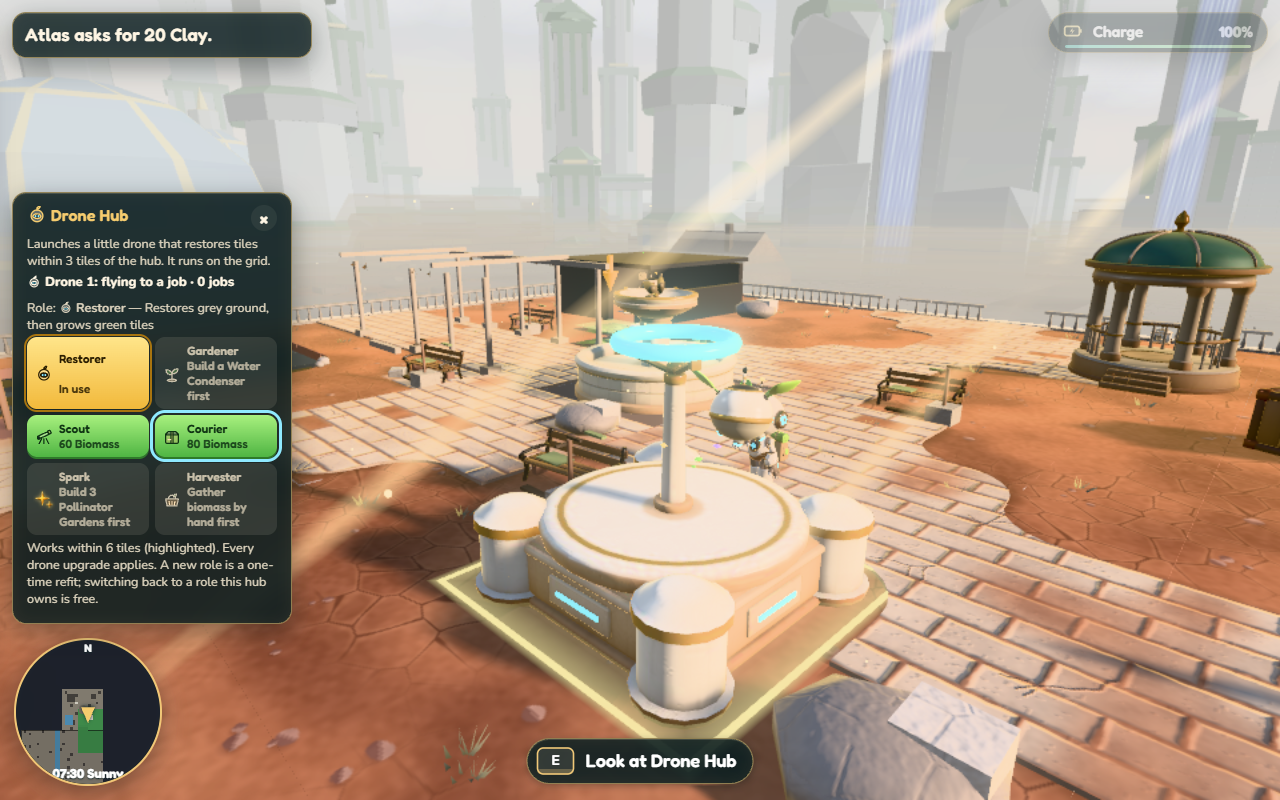 Atlas asks for 20 Clay.
Charge 100%
Drone Hub
Launches a little drone that restores tiles
within 3 tiles of the hub. It runs on the grid.
Drone 1: flying to a job · 0 jobs
Role: Restorer — Restores grey ground,
then grows green tiles
Restorer
In use
Gardener
Build a Water
Condenser
first
Scout
60 Biomass
Courier
80 Biomass
Spark
Build 3
Pollinator
Gardens first
Harvester
Gather
biomass by
hand first
Works within 6 tiles (highlighted). Every
drone upgrade applies. A new role is a one-
time refit; switching back to a role this hub
owns is free.
N
07:30 Sunny
E Look at Drone Hub